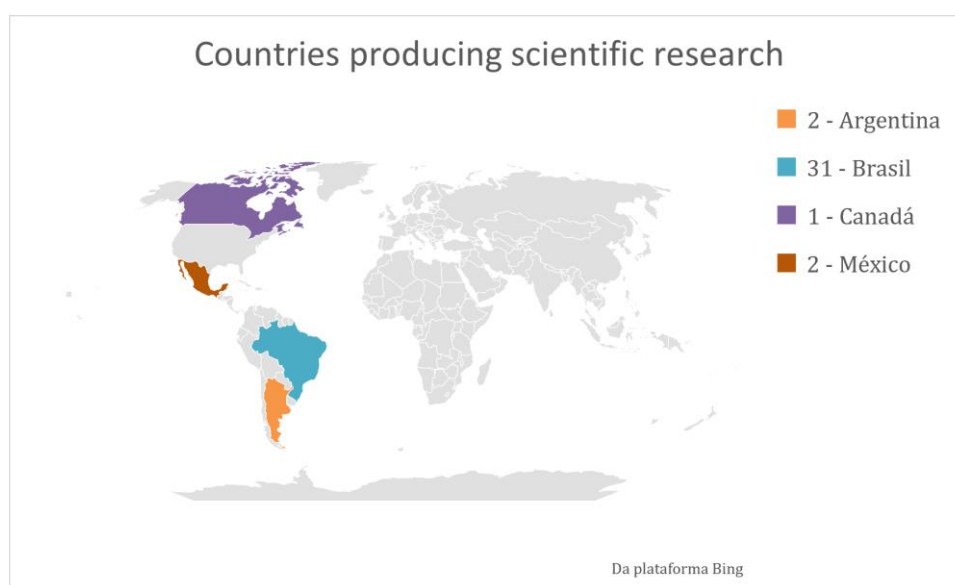 Countries producing scientific research
2 - Argentina
31 - Brasil
1 - Canadá
2 - México
Da plataforma Bing